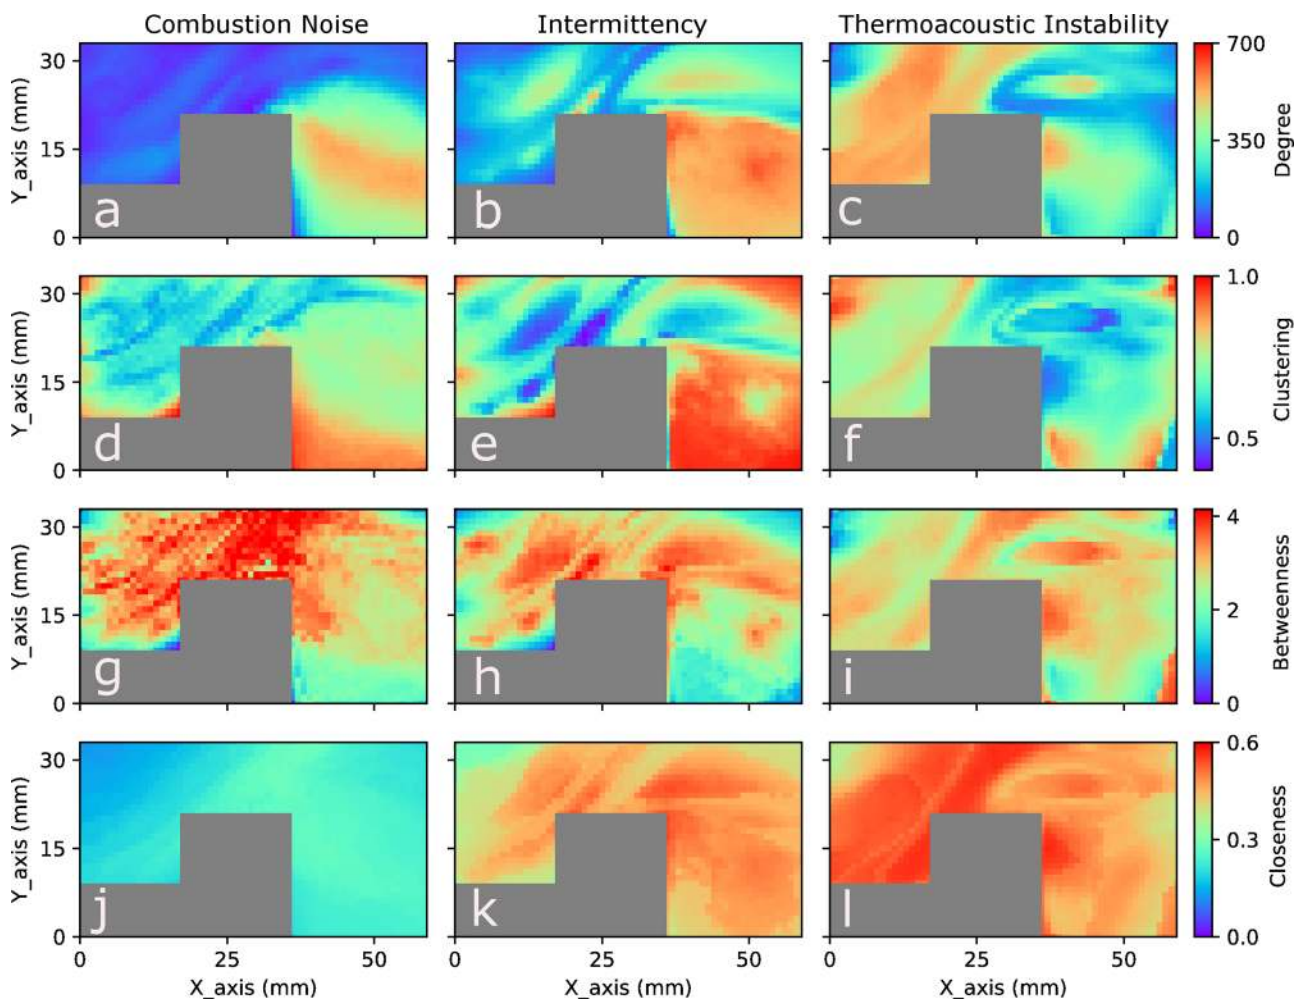 Combustion Noise Intermittency Thermoacoustic Instability
Y_axis (mm) 30 15 0 a b c 700 350 0 Degree
Y_axis (mm) 30 15 0 d e f 1.0 0.5 Clustering
Y_axis (mm) 30 15 0 g h i 4 2 0 Betweenness
Y_axis (mm) 30 15 0 j k l 0.6 0.3 0.0 Closeness
0 25 50 0 25 50 0 25 50
X_axis (mm) X_axis (mm) X_axis (mm)